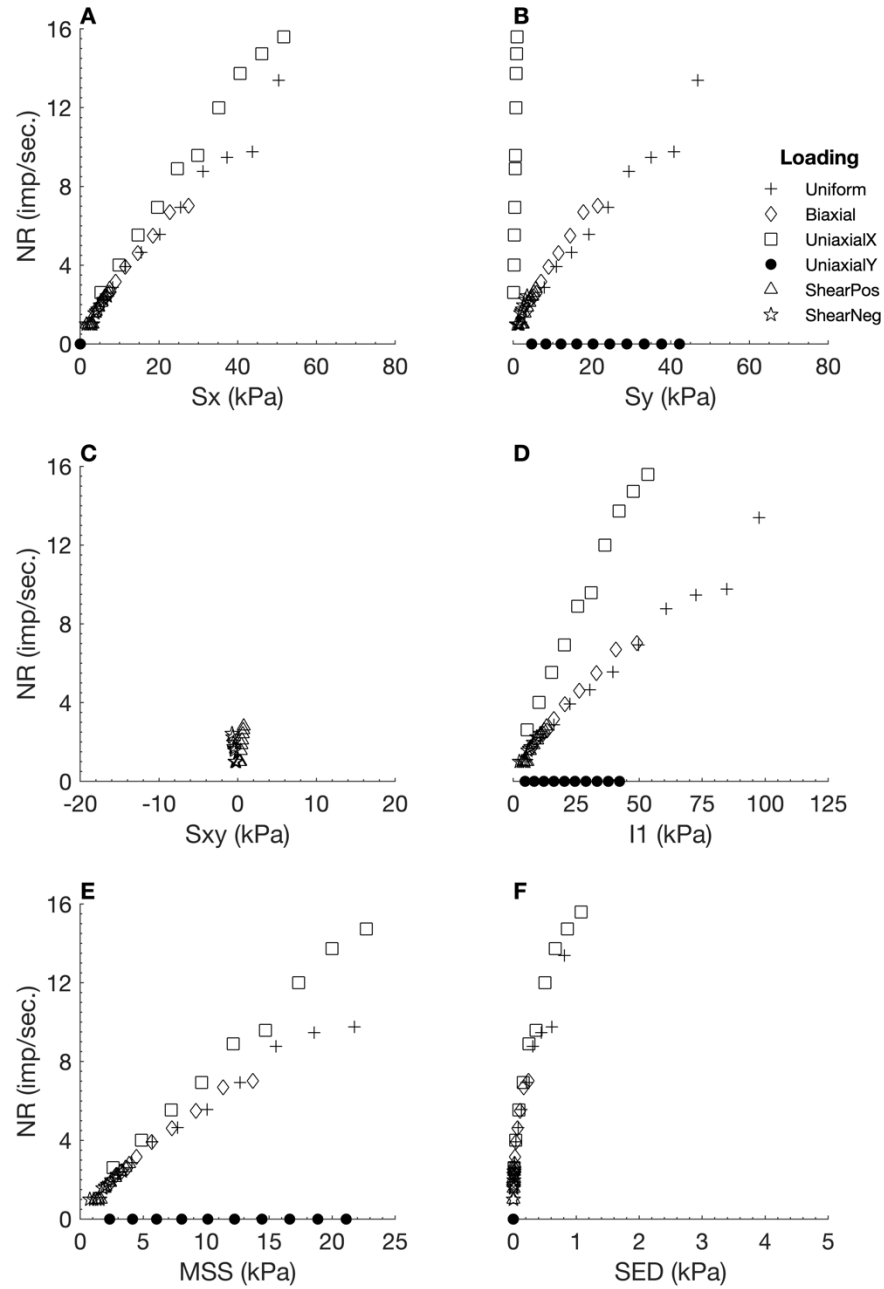 A
16
12
8
4
0
NR (imp/sec.)
0 20 40 60 80
Sx (kPa)
B
0 20 40 60 80
Sy (kPa)
Loading
Uniform
Biaxial
UniaxialX
UniaxialY
ShearPos
ShearNeg
C
16
12
8
4
0
NR (imp/sec.)
-20 -10 0 10 20
Sxy (kPa)
D
0 25 50 75 100 125
I1 (kPa)
E
16
12
8
4
0
NR (imp/sec.)
0 5 10 15 20 25
MSS (kPa)
F
0 1 2 3 4 5
SED (kPa)